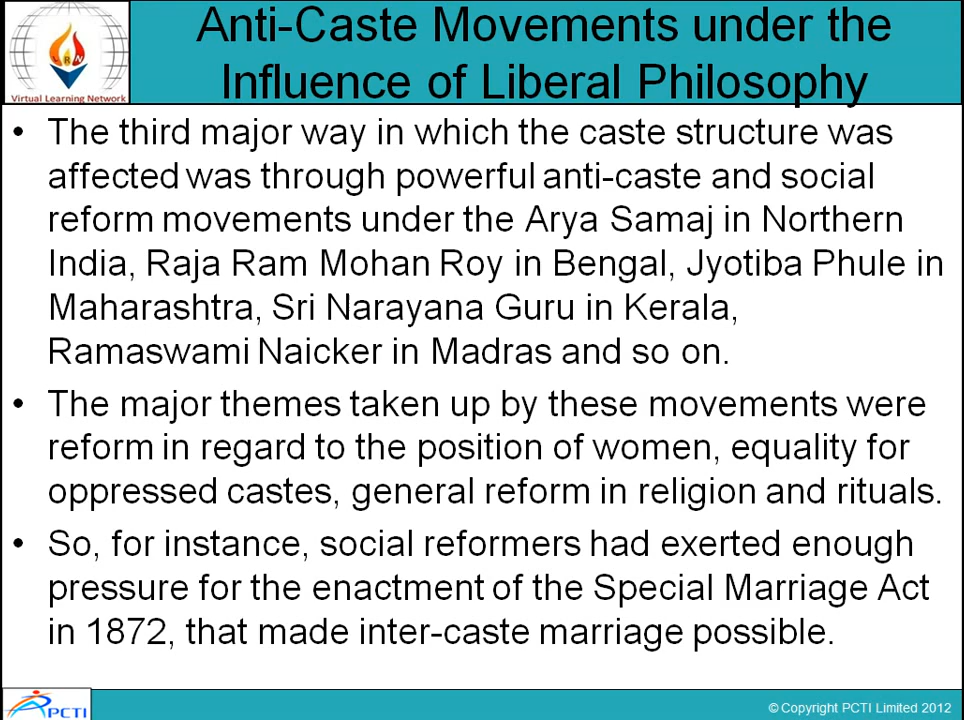 Anti-Caste Movements under the
Influence of Liberal Philosophy
VLN
Virtual Learning Network
• The third major way in which the caste structure was
affected was through powerful anti-caste and social
reform movements under the Arya Samaj in Northern
India, Raja Ram Mohan Roy in Bengal, Jyotiba Phule in
Maharashtra, Sri Narayana Guru in Kerala,
Ramaswami Naicker in Madras and so on.
• The major themes taken up by these movements were
reform in regard to the position of women, equality for
oppressed castes, general reform in religion and rituals.
• So, for instance, social reformers had exerted enough
pressure for the enactment of the Special Marriage Act
in 1872, that made inter-caste marriage possible.
PCTI
© Copyright PCTI Limited 2012